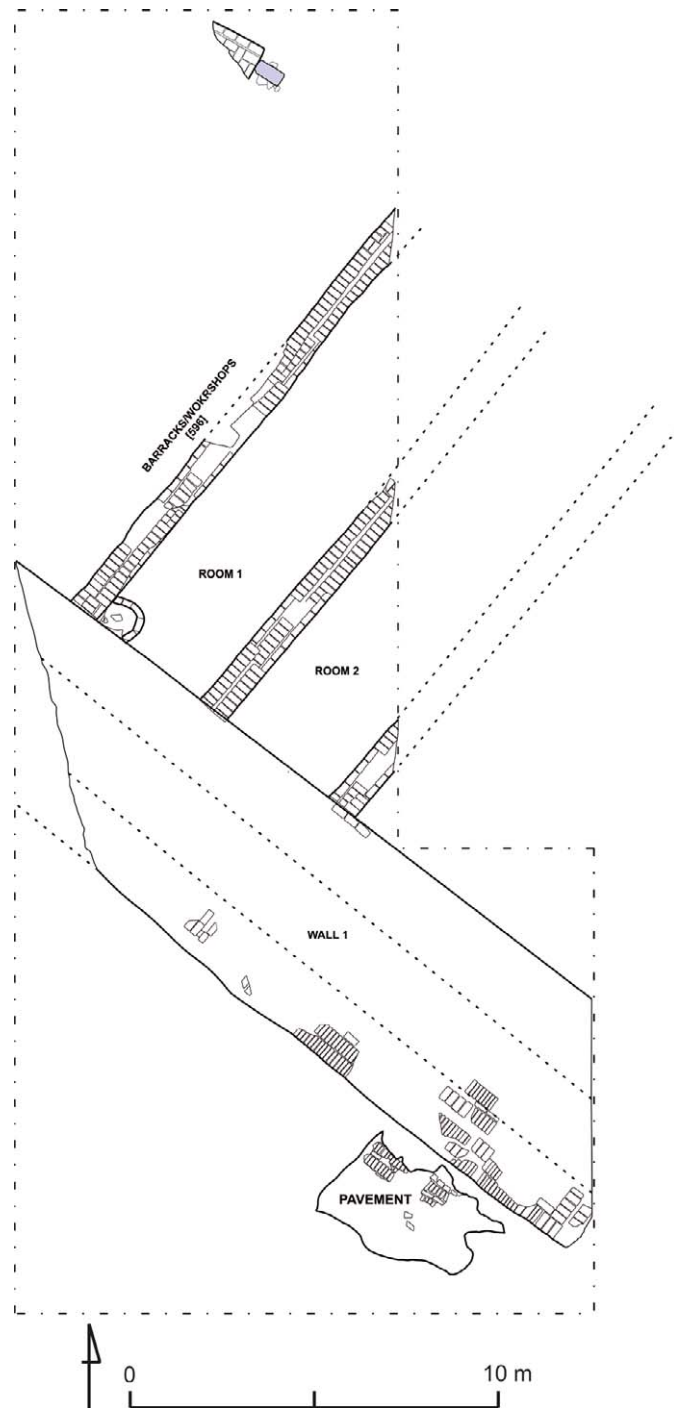 BARRACKS/WOKRSHOPS
[596]
ROOM 1
ROOM 2
WALL 1
PAVEMENT
0 10 m